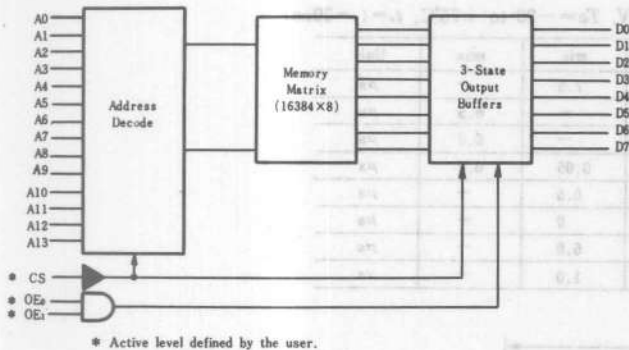 A0
A1
A2
A3
A4
A5
A6
A7
A8
A9
A10
A11
A12
A13
Address
Decode
Memory
Matrix
(16384×8)
3-State
Output
Buffers
D0
D1
D2
D3
D4
D5
D6
D7
* CS
* OE₀
* OE₁
* Active level defined by the user.